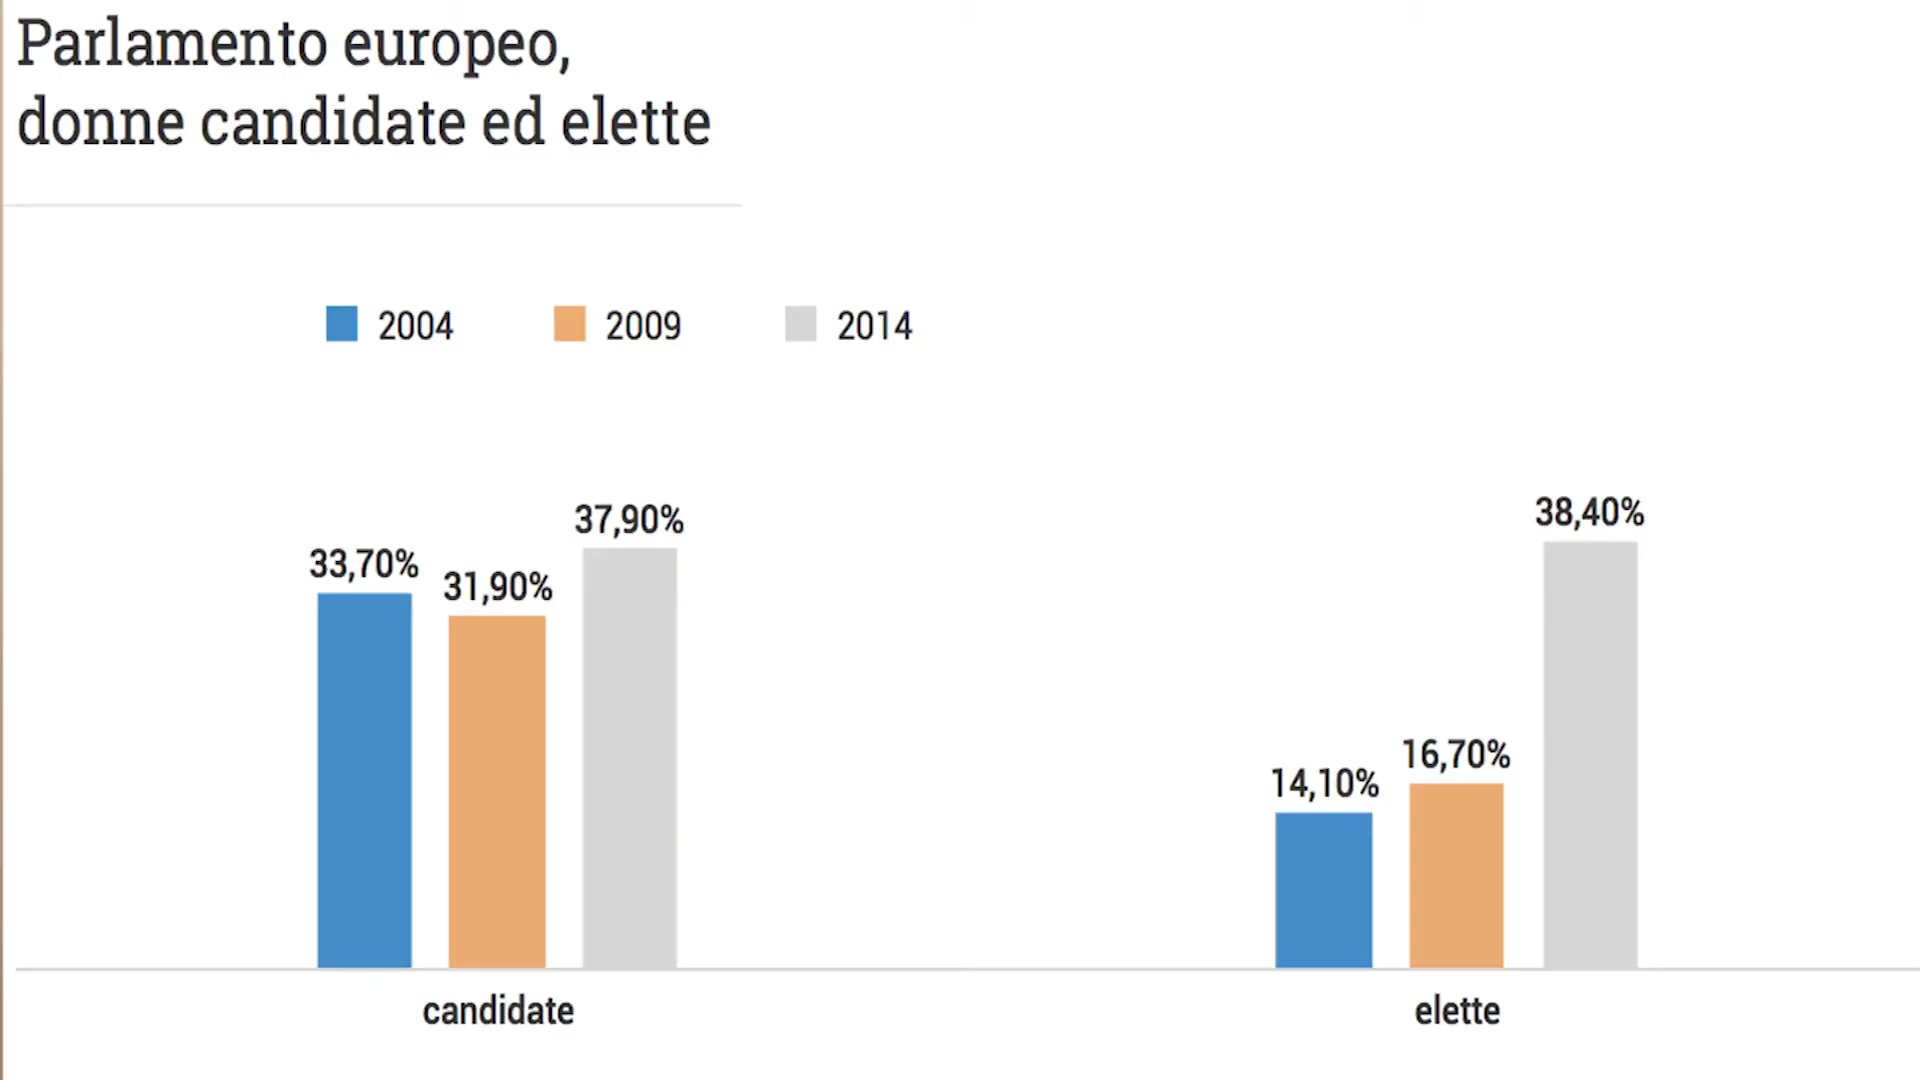 Parlamento europeo,
donne candidate ed elette
2004
2009
2014
33,70%
31,90%
37,90%
14,10%
16,70%
38,40%
candidate
elette